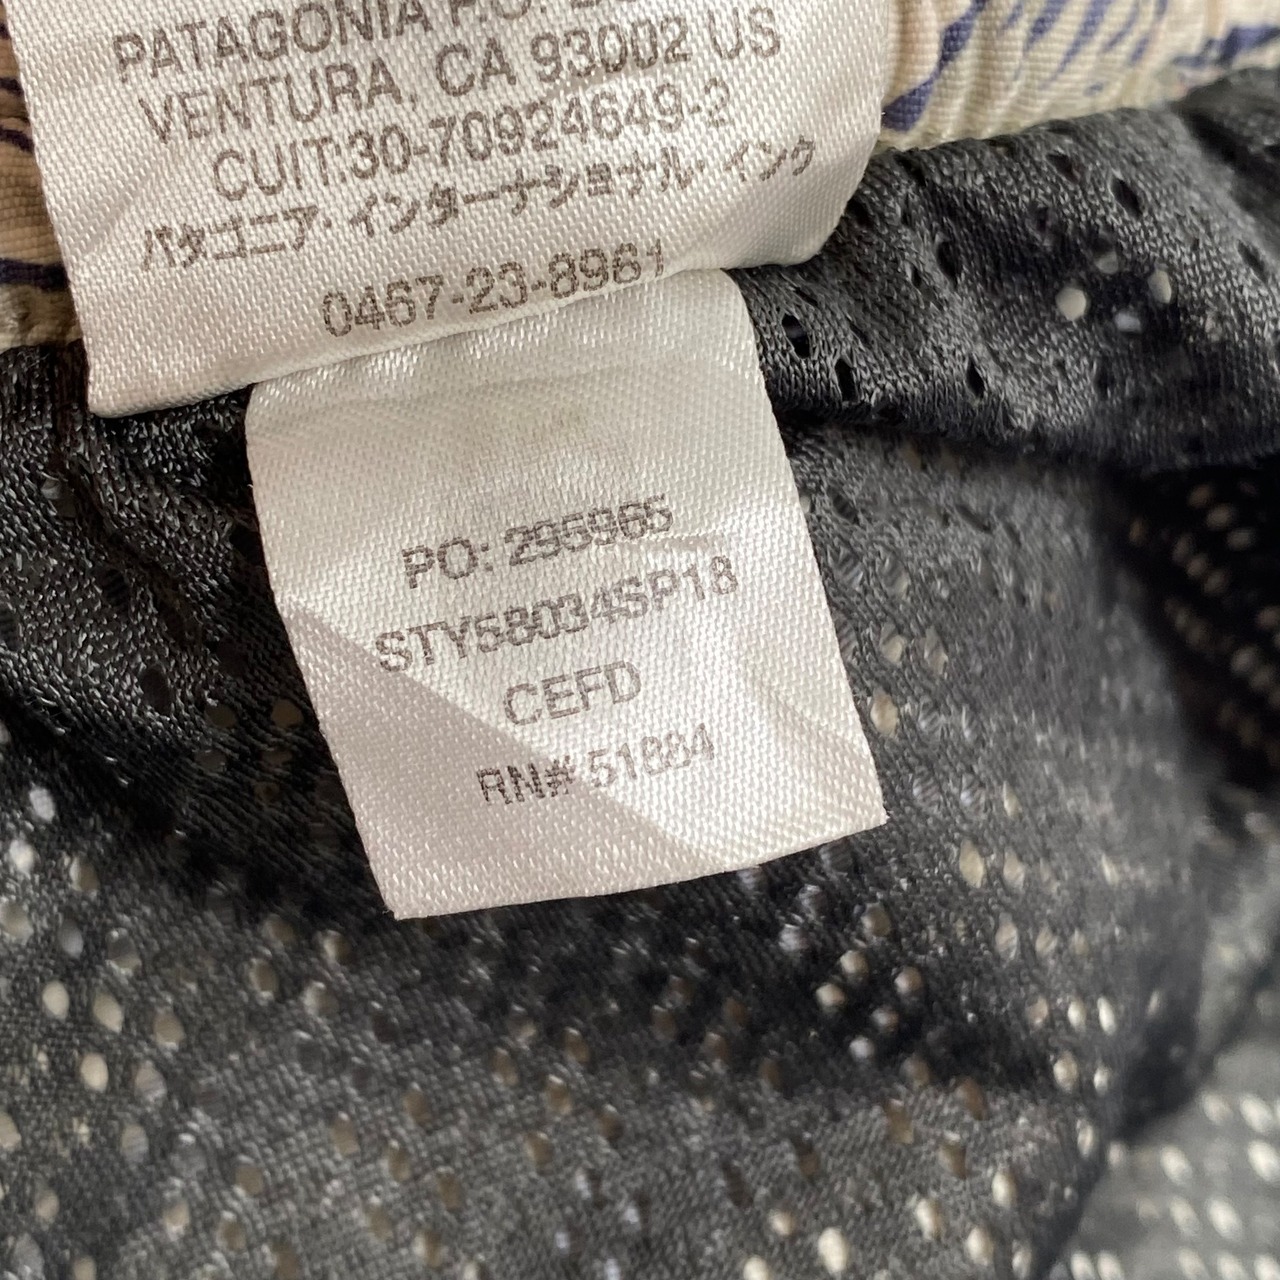 PATAGONIA P.O.
VENTURA, CA 93002 US
CUIT:30-70924649-2
パタゴニア・インターナショナル・インク
0467-23-8961
PO: 295965
STY58034SP18
CEFD
RN# 51884